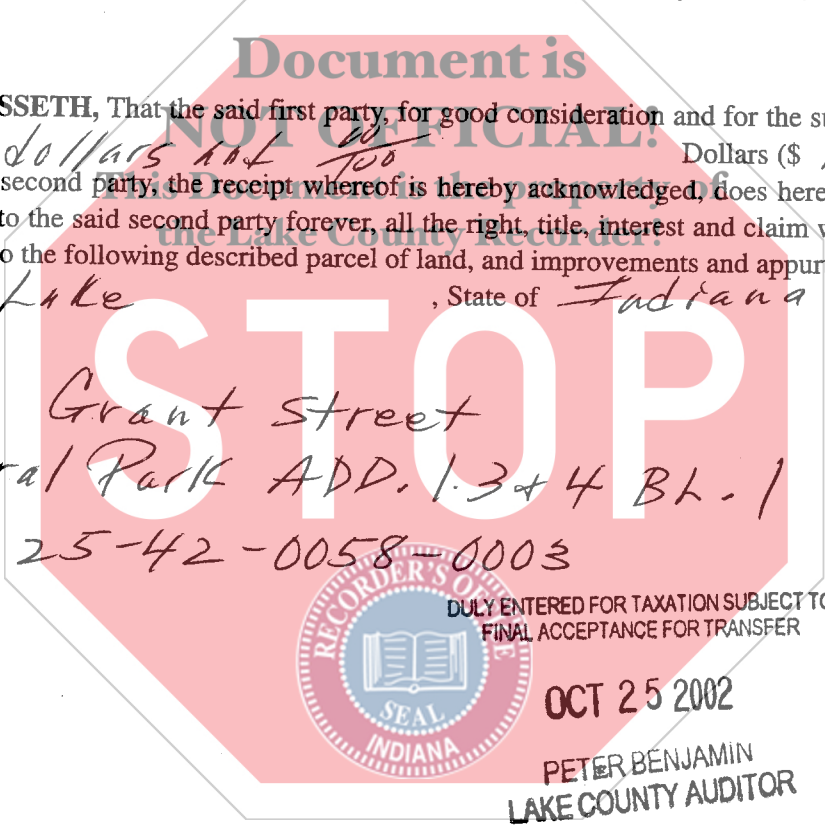 Document is
SSETH, That the said first party, for good consideration and for the su
NOT OFFICIAL!
dollars and 00/100 Dollars ($
This Document is the property of
second party, the receipt whereof is hereby acknowledged, does here
to the said second party forever, all the right, title, interest and claim w
the Lake County Recorder!
o the following described parcel of land, and improvements and appurt
Lake , State of Indiana
STOP
Grant Street
ral Park ADD. 1.3+4 BL. 1
25-42-0058-0003
RECORDER'S OFFICE
SEAL
INDIANA
DULY ENTERED FOR TAXATION SUBJECT TO
FINAL ACCEPTANCE FOR TRANSFER
OCT 25 2002
PETER BENJAMIN
LAKE COUNTY AUDITOR